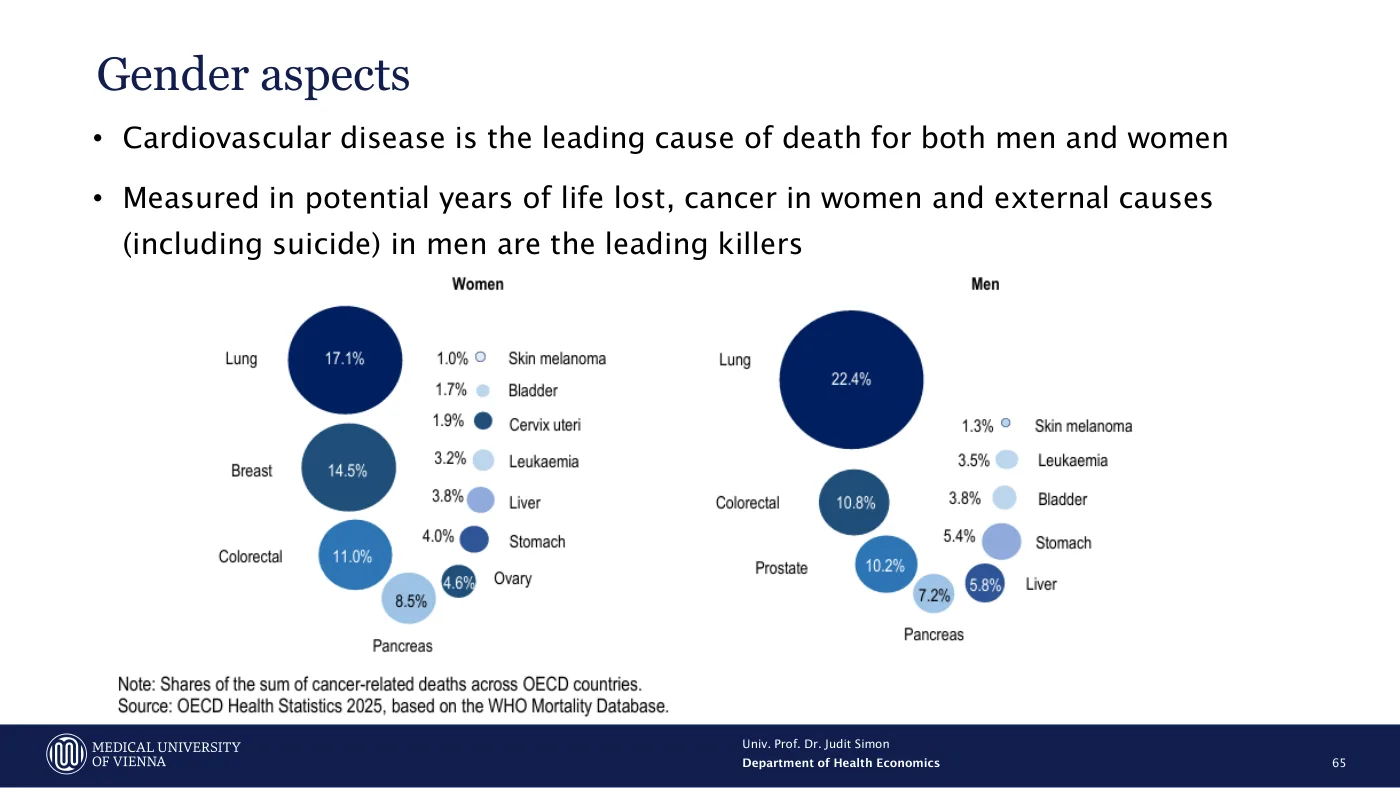 Gender aspects
• Cardiovascular disease is the leading cause of death for both men and women
• Measured in potential years of life lost, cancer in women and external causes
(including suicide) in men are the leading killers
Women
Lung 17.1%
Breast 14.5%
Colorectal 11.0%
8.5%
Pancreas
1.0% Skin melanoma
1.7% Bladder
1.9% Cervix uteri
3.2% Leukaemia
3.8% Liver
4.0% Stomach
4.6% Ovary
Men
Lung 22.4%
Colorectal 10.8%
Prostate 10.2%
7.2%
Pancreas
1.3% Skin melanoma
3.5% Leukaemia
3.8% Bladder
5.4% Stomach
5.8% Liver
Note: Shares of the sum of cancer-related deaths across OECD countries.
Source: OECD Health Statistics 2025, based on the WHO Mortality Database.
MEDICAL UNIVERSITY
OF VIENNA
Univ. Prof. Dr. Judit Simon
Department of Health Economics
65